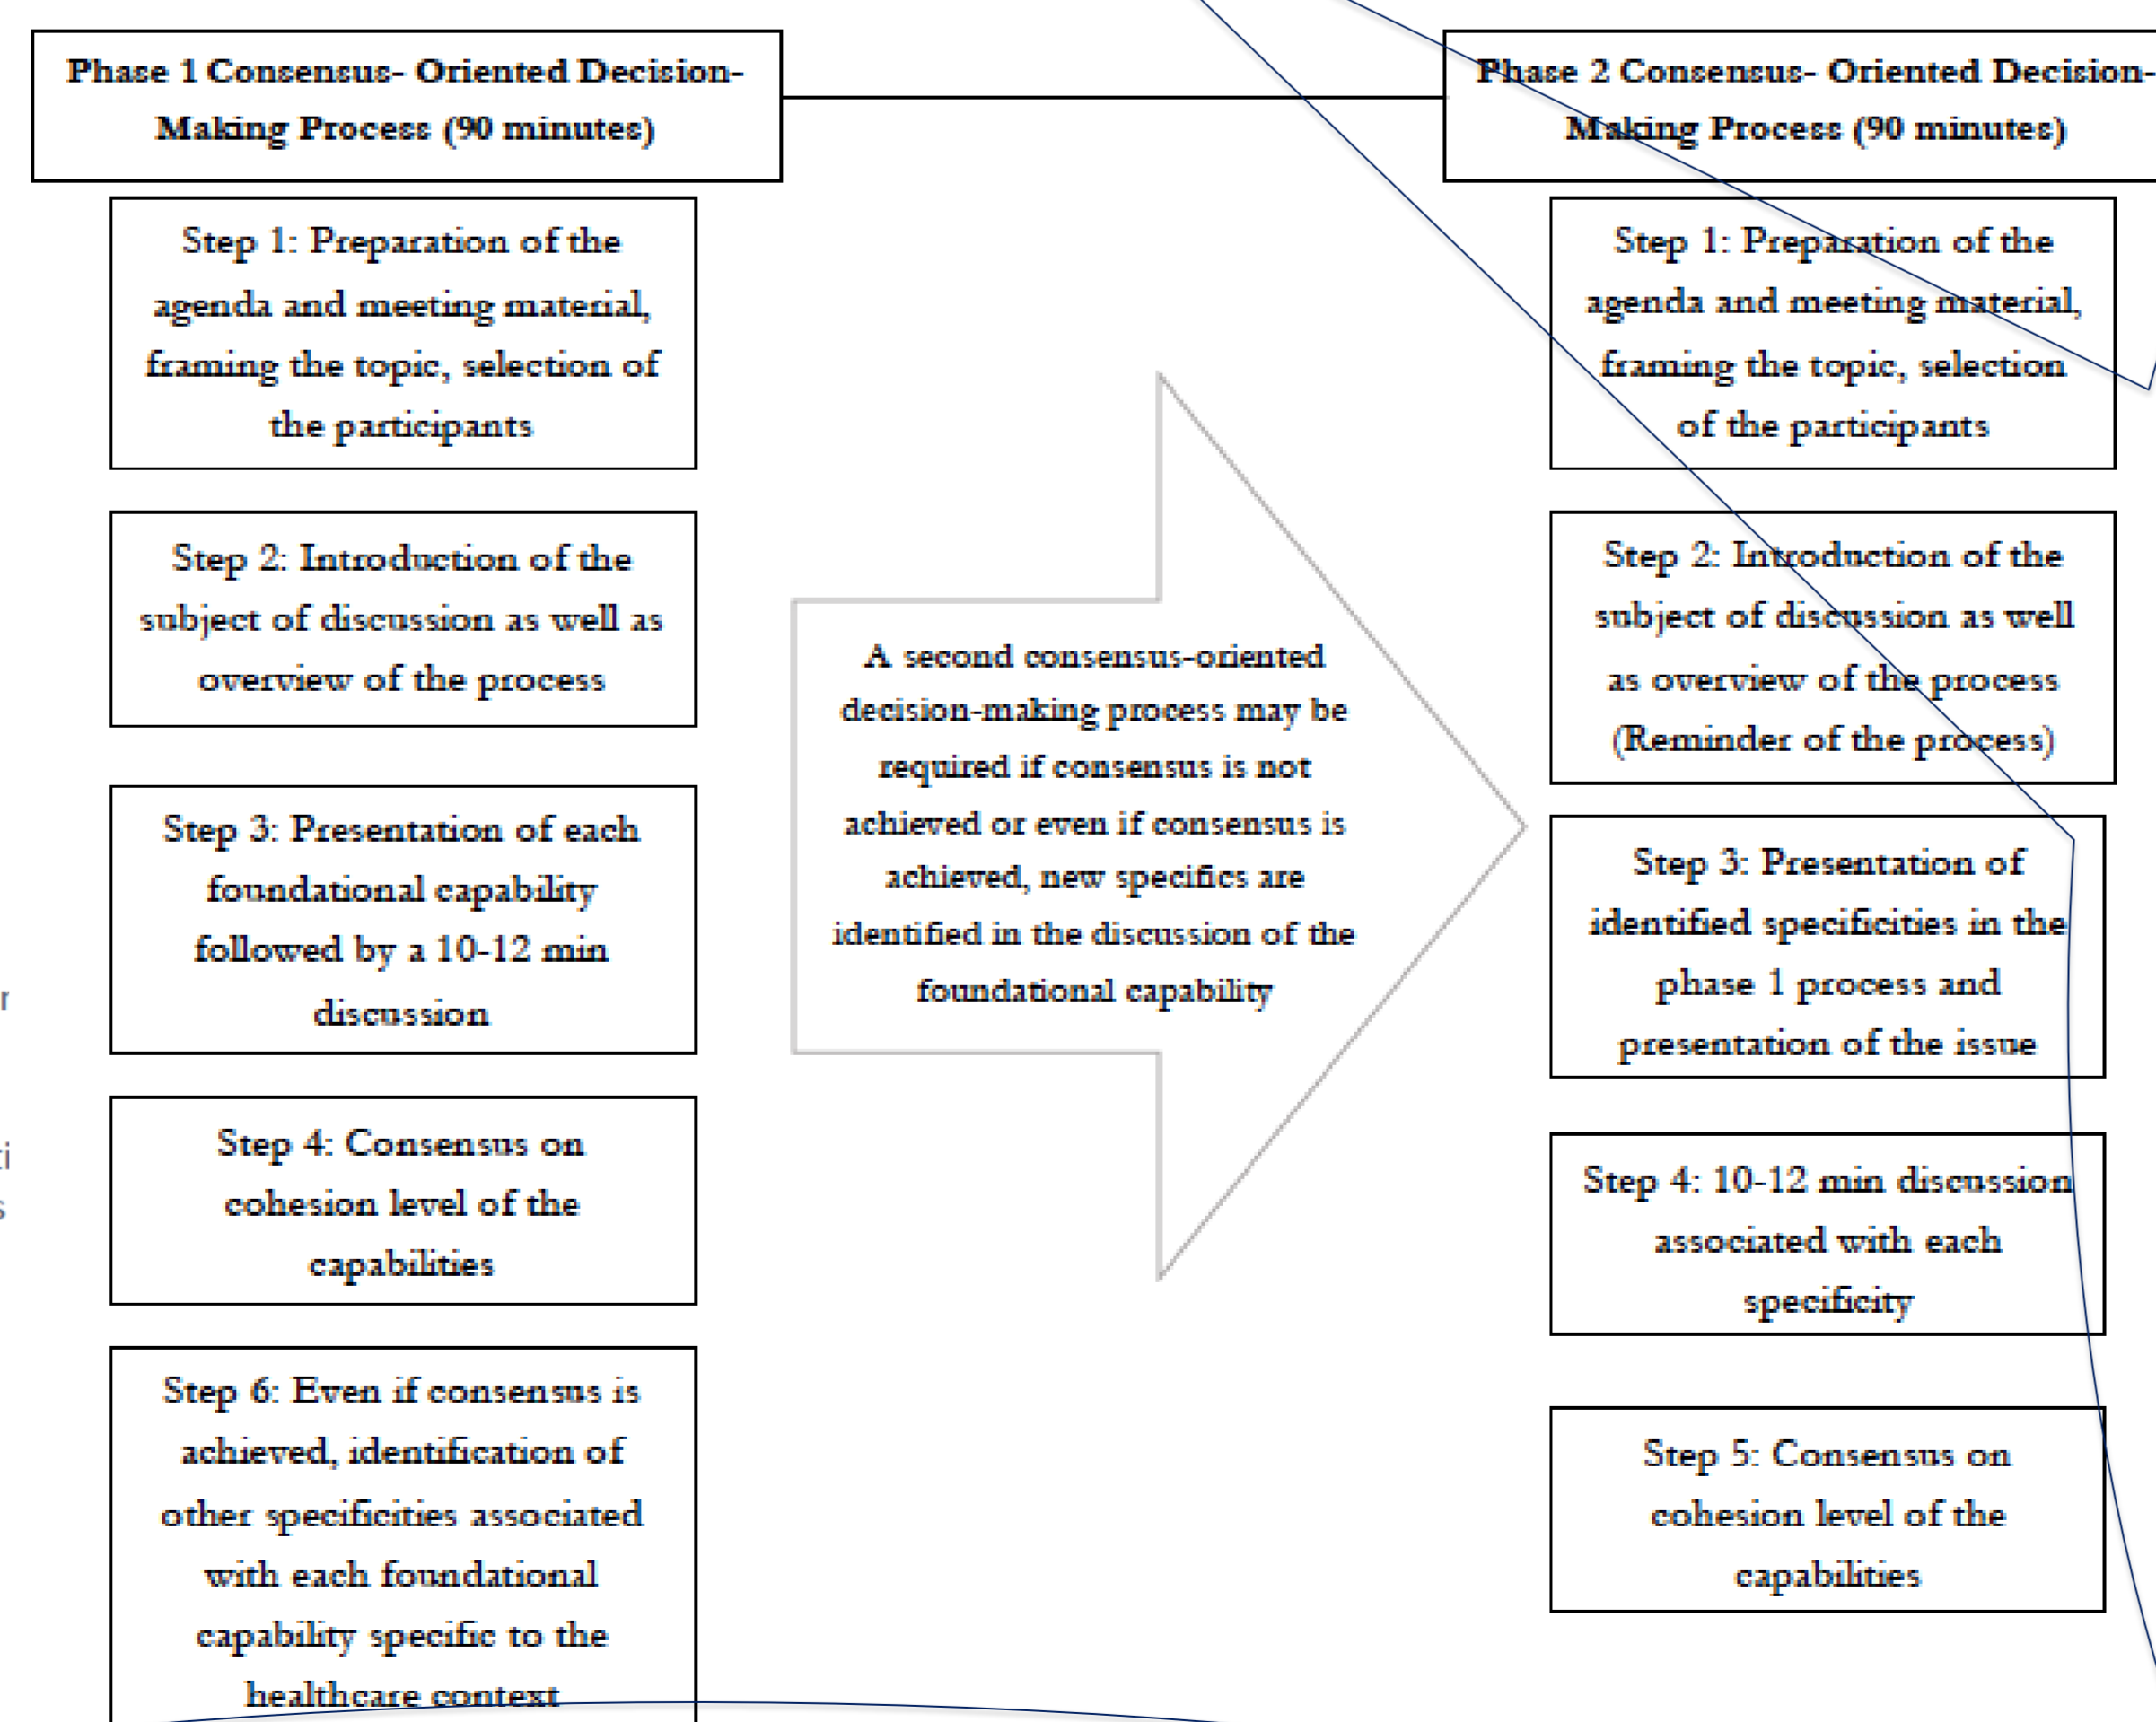 Phase 1 Consensus- Oriented Decision-
Making Process (90 minutes)
Step 1: Preparation of the
agenda and meeting material,
framing the topic, selection of
the participants
Step 2: Introduction of the
subject of discussion as well as
overview of the process
Step 3: Presentation of each
foundational capability
followed by a 10-12 min
discussion
Step 4: Consensus on
cohesion level of the
capabilities
Step 6: Even if consensus is
achieved, identification of
other specificities associated
with each foundational
capability specific to the
healthcare context
A second consensus-oriented
decision-making process may be
required if consensus is not
achieved or even if consensus is
achieved, new specifics are
identified in the discussion of the
foundational capability
Phase 2 Consensus- Oriented Decision-
Making Process (90 minutes)
Step 1: Preparation of the
agenda and meeting material,
framing the topic, selection
of the participants
Step 2: Introduction of the
subject of discussion as well
as overview of the process
(Reminder of the process)
Step 3: Presentation of
identified specificities in the
phase 1 process and
presentation of the issue
Step 4: 10-12 min discussion
associated with each
specificity
Step 5: Consensus on
cohesion level of the
capabilities